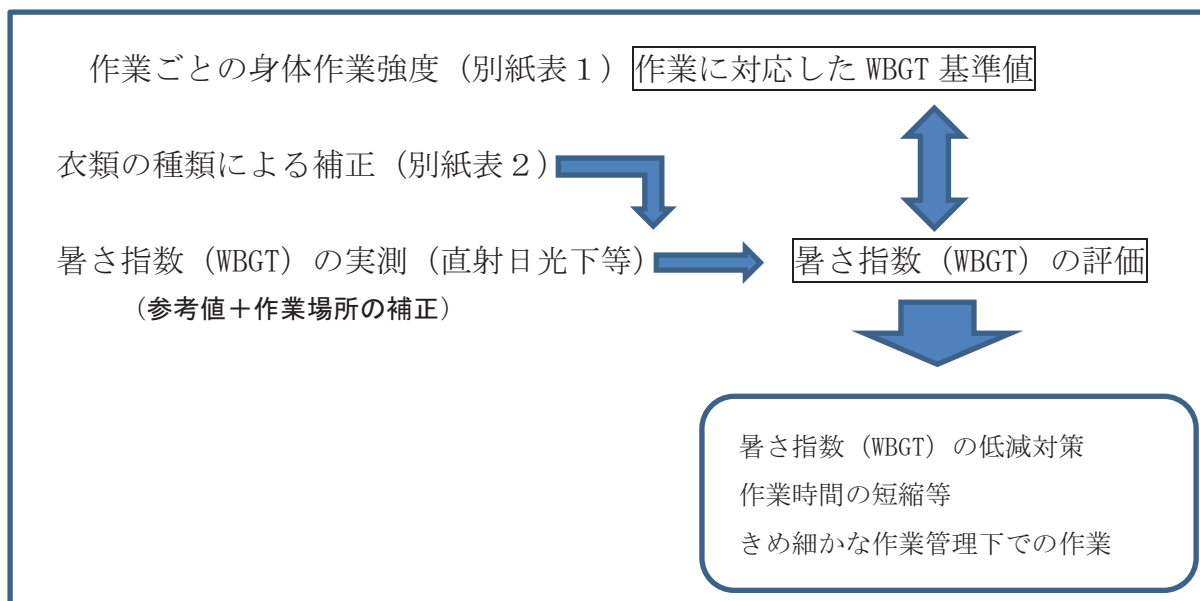 作業ごとの身体作業強度（別紙表１）作業に対応した WBGT 基準値
衣類の種類による補正（別紙表２）
暑さ指数（WBGT）の実測（直射日光下等）
暑さ指数（WBGT）の評価
（参考値＋作業場所の補正）
暑さ指数（WBGT）の低減対策
作業時間の短縮等
きめ細かな作業管理下での作業